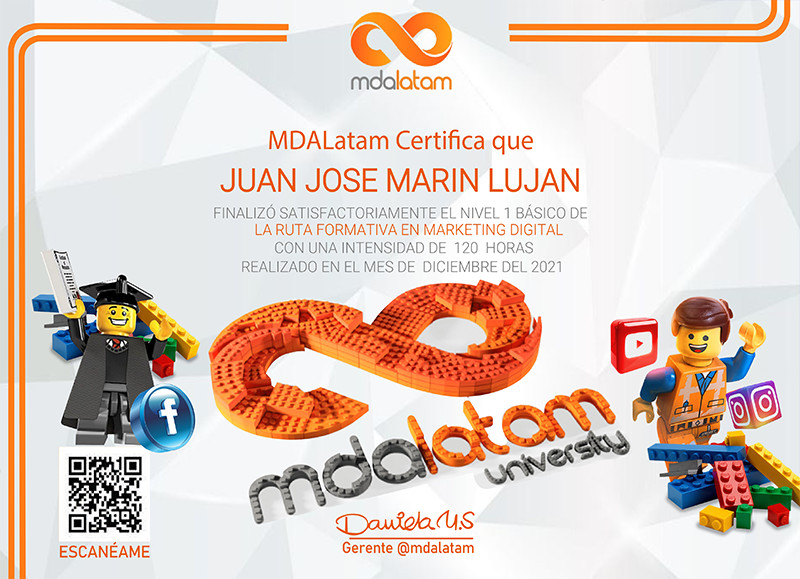 mdalatam
MDALatam Certifica que
JUAN JOSE MARIN LUJAN
FINALIZÓ SATISFACTORIAMENTE EL NIVEL 1 BÁSICO DE
LA RUTA FORMATIVA EN MARKETING DIGITAL
CON UNA INTENSIDAD DE 120 HORAS
REALIZADO EN EL MES DE DICIEMBRE DEL 2021
f
mdalatam
university
ESCANÉAME
Daniela U.S
Gerente @mdalatam